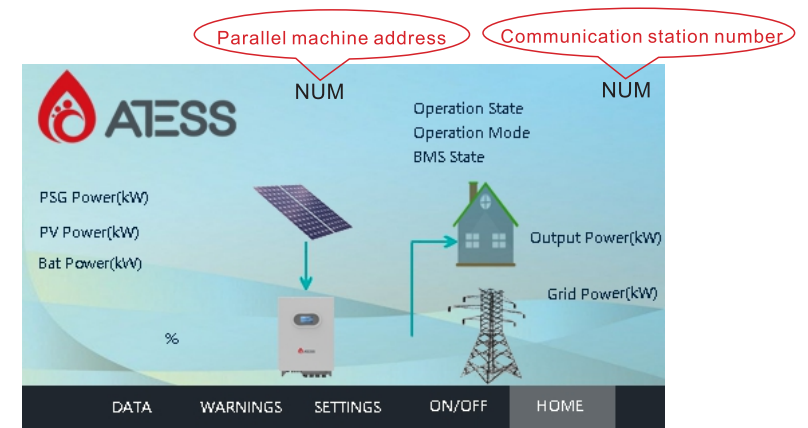 Parallel machine address
Communication station number
NUM
NUM
ATESS
Operation State
Operation Mode
BMS State
PSG Power(kW)
PV Power(kW)
Bat Power(kW)
Output Power(kW)
Grid Power(kW)
%
DATA
WARNINGS
SETTINGS
ON/OFF
HOME